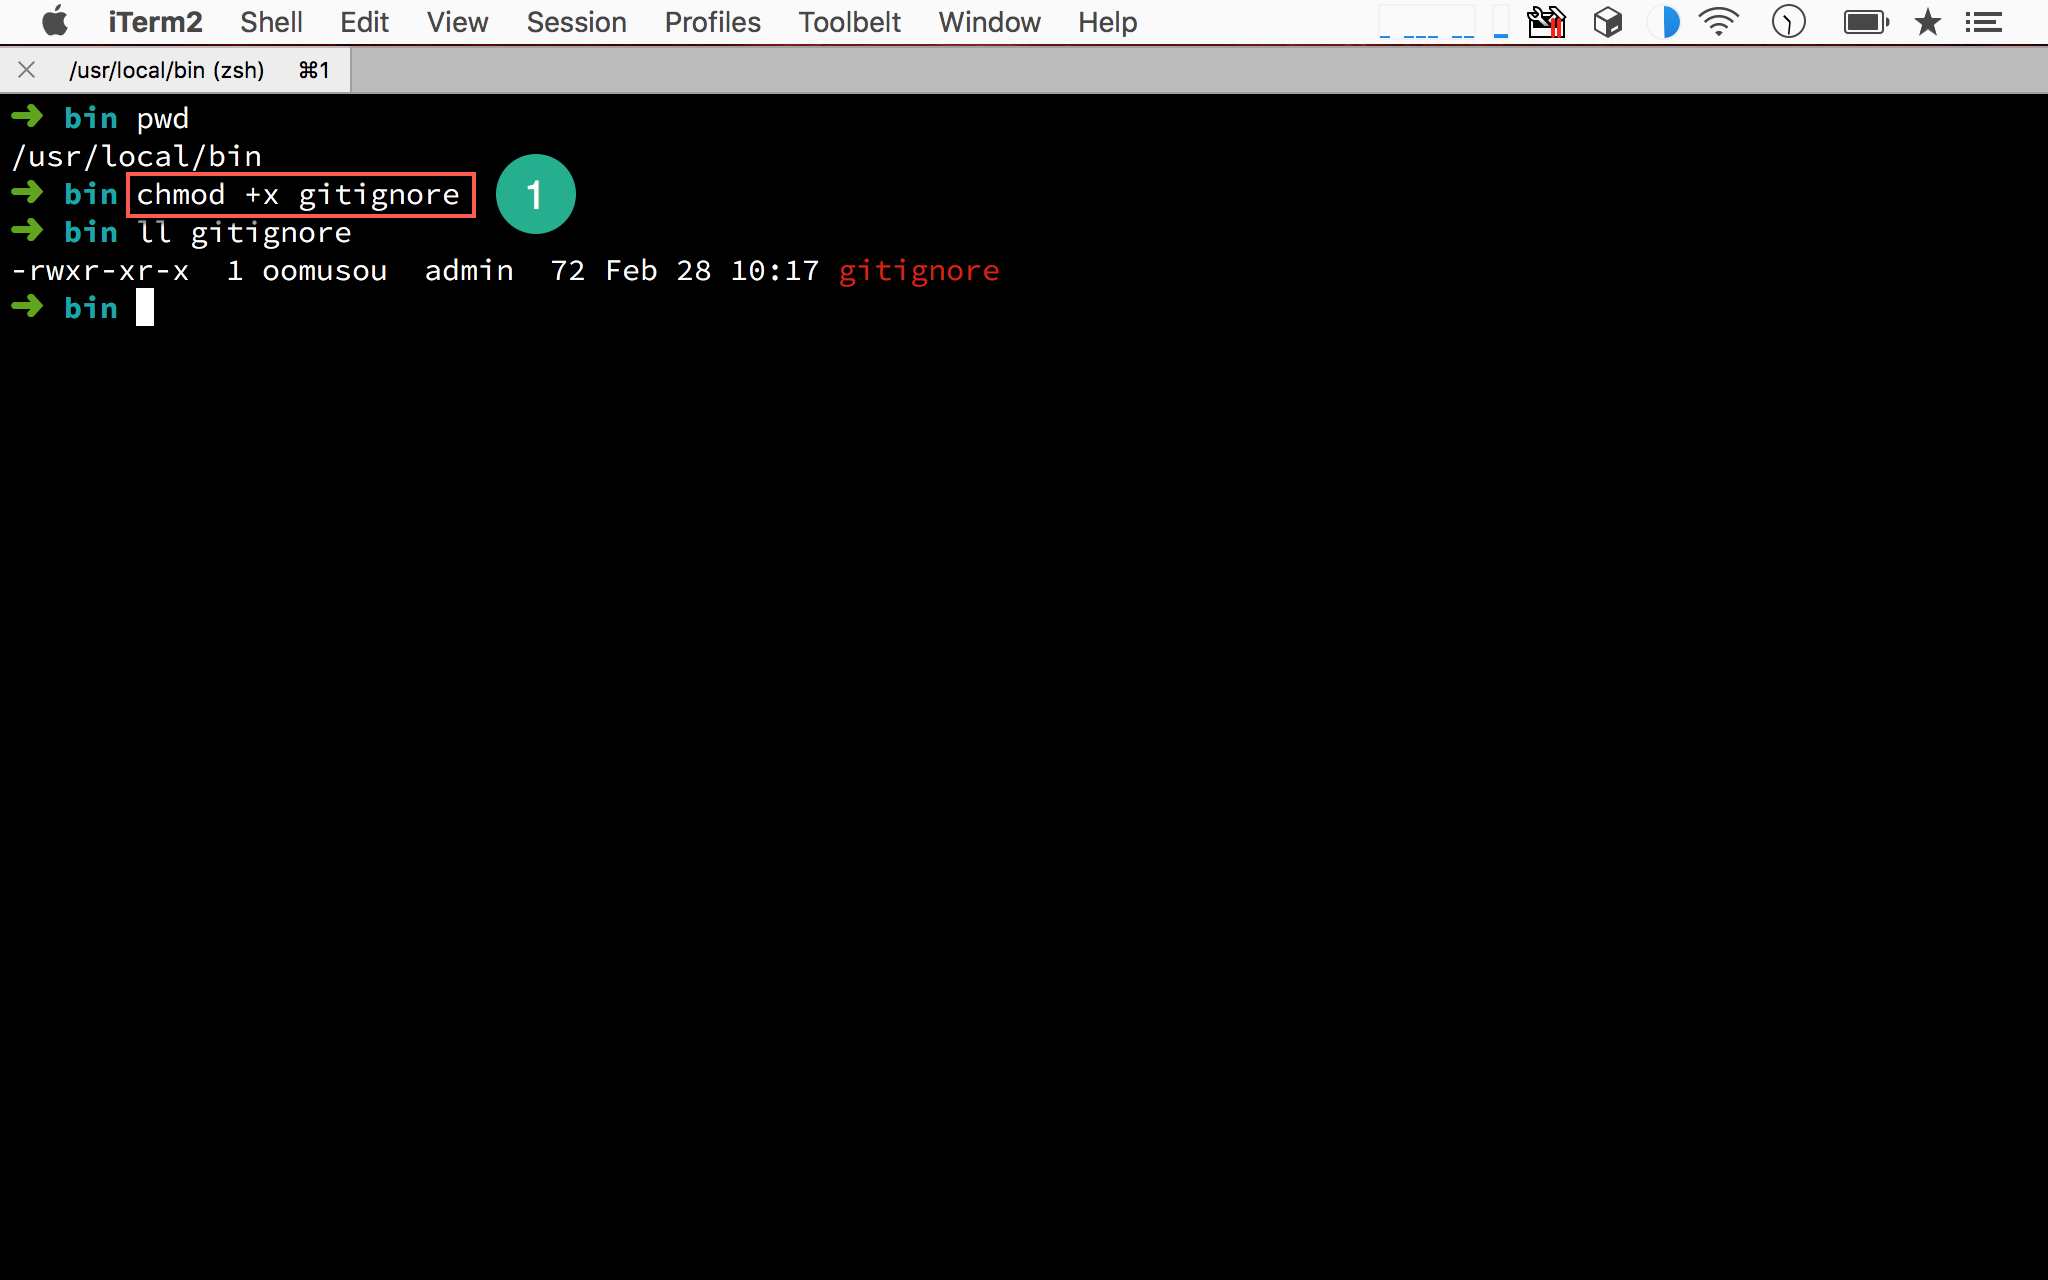 iTerm2 Shell Edit View Session Profiles Toolbelt Window Help
/usr/local/bin (zsh) ⌘1
➜ bin pwd
/usr/local/bin
➜ bin chmod +x gitignore 1
➜ bin ll gitignore
-rwxr-xr-x 1 oomusou admin 72 Feb 28 10:17 gitignore
➜ bin